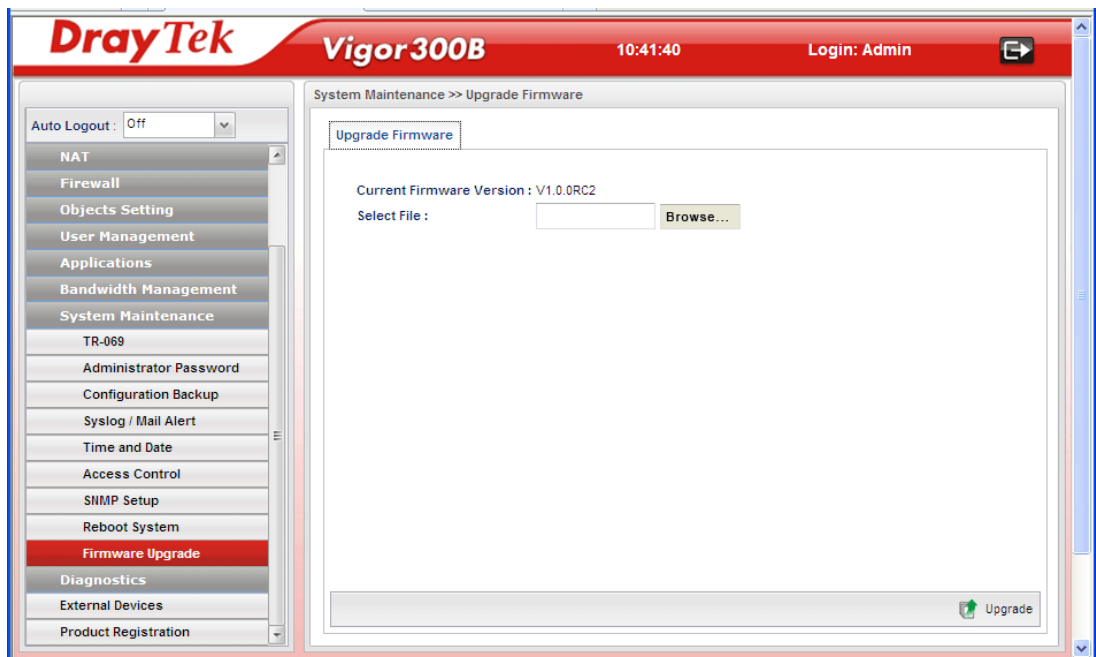 DrayTek
Vigor300B
10:41:40
Login: Admin
Auto Logout : Off
NAT
Firewall
Objects Setting
User Management
Applications
Bandwidth Management
System Maintenance
TR-069
Administrator Password
Configuration Backup
Syslog / Mail Alert
Time and Date
Access Control
SNMP Setup
Reboot System
Firmware Upgrade
Diagnostics
External Devices
Product Registration
System Maintenance >> Upgrade Firmware
Upgrade Firmware
Current Firmware Version : V1.0.0RC2
Select File : Browse...
Upgrade